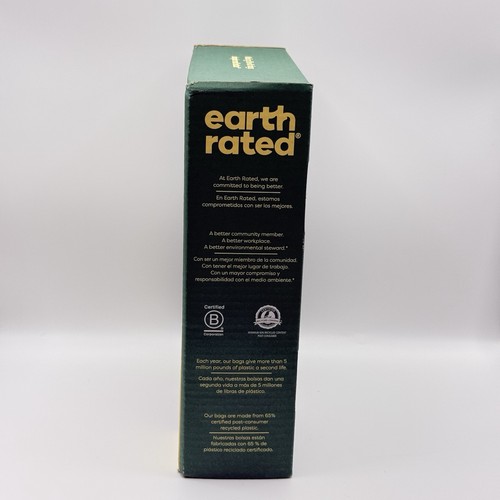 earth
rated®
At Earth Rated, we are
committed to being better.
En Earth Rated, estamos
comprometidos con ser los mejores.
A better community member.
A better workplace.
A better environmental steward.*
Con ser un mejor miembro de la comunidad.
Con tener el mejor lugar de trabajo.
Con un mayor compromiso y
responsabilidad con el medio ambiente.*
Certified
B
Corporation
Each year, our bags give more than 5
million pounds of plastic a second life.
Cada año, nuestras bolsas dan una
segunda vida a más de 5 millones
de libras de plástico.
Our bags are made from 65%
certified post-consumer
recycled plastic.
Nuestras bolsas están
fabricadas con 65 % de
plástico reciclado certificado.